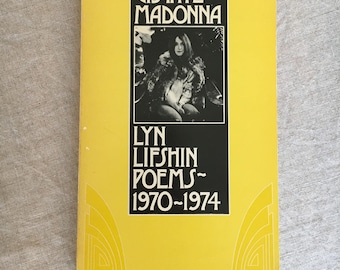 MADONNA
LYN
LIFSHIN
POEMS~
1970~1974